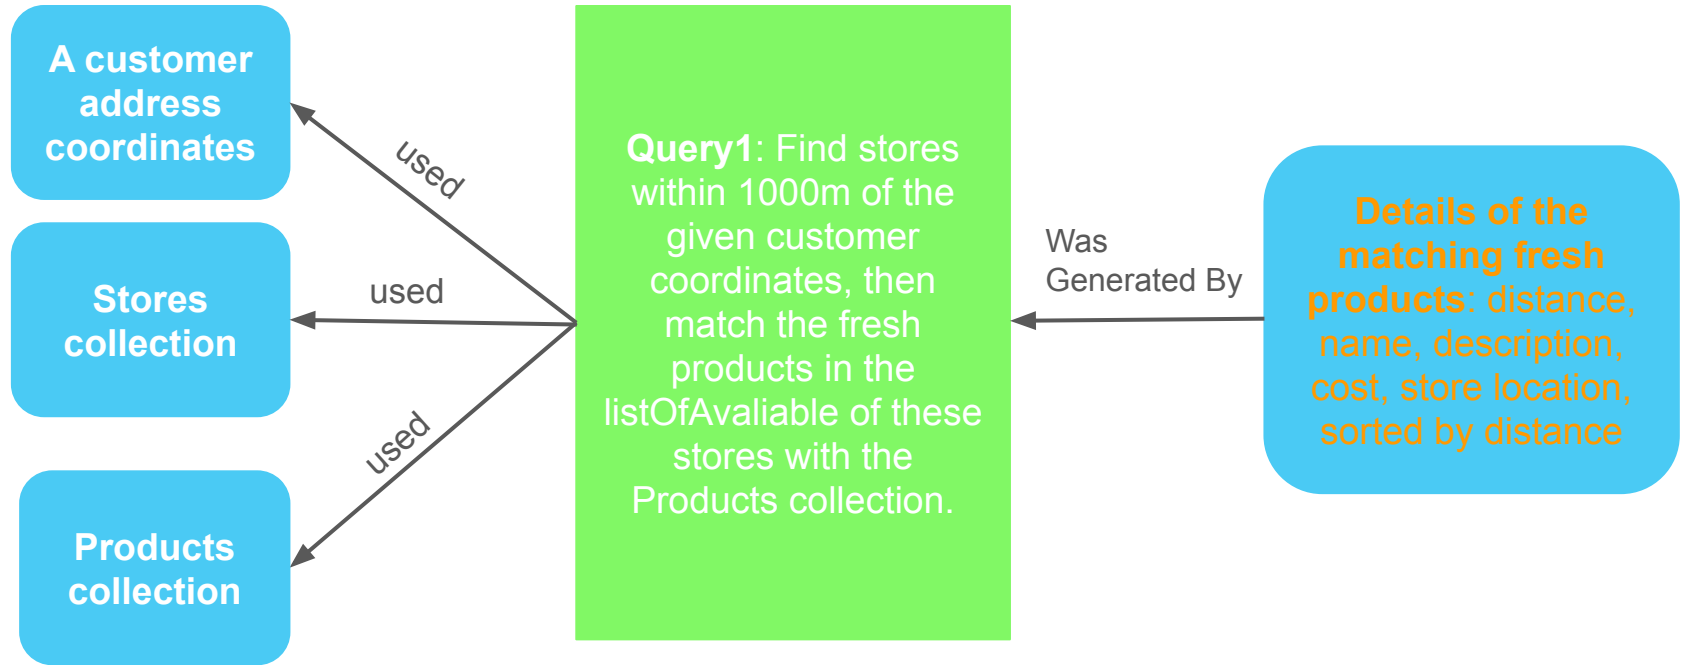 A customer
address
coordinates
used
Stores
collection
used
Products
collection
used
Query1: Find stores
within 1000m of the
given customer
coordinates, then
match the fresh
products in the
listOfAvaliable of these
stores with the
Products collection.
Was
Generated By
Details of the
matching fresh
products: distance,
name, description,
cost, store location,
sorted by distance